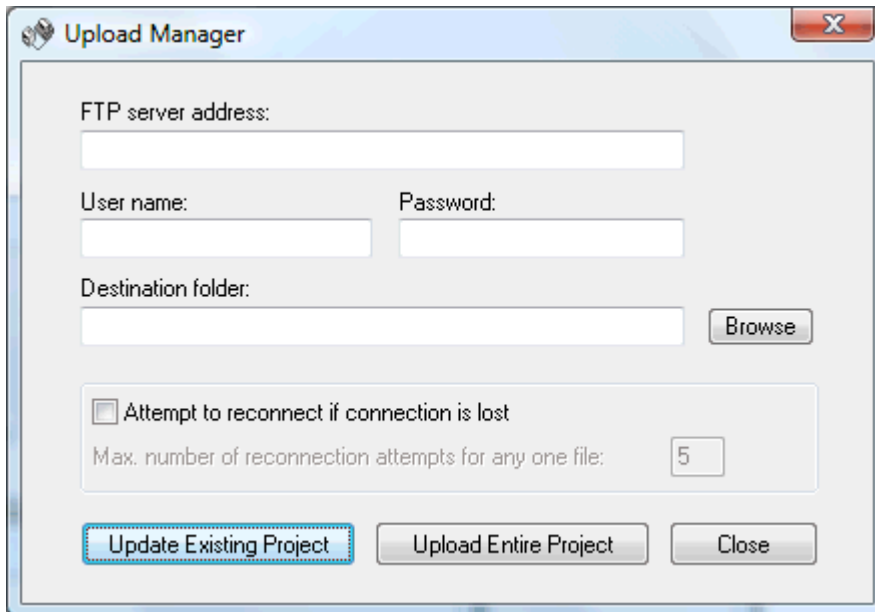 Upload Manager
FTP server address:
User name: Password:
Destination folder:
Browse
Attempt to reconnect if connection is lost
Max. number of reconnection attempts for any one file: 5
Update Existing Project Upload Entire Project Close